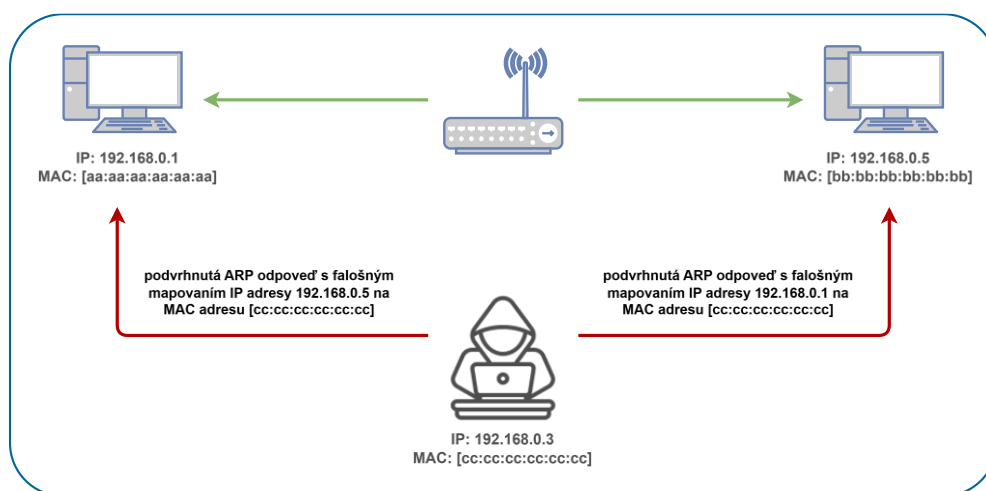 IP: 192.168.0.1
MAC: [aa:aa:aa:aa:aa:aa]
IP: 192.168.0.5
MAC: [bb:bb:bb:bb:bb:bb]
podvrhnutá ARP odpoveď s falošným
mapovaním IP adresy 192.168.0.5 na
MAC adresu [cc:cc:cc:cc:cc:cc]
podvrhnutá ARP odpoveď s falošným
mapovaním IP adresy 192.168.0.1 na
MAC adresu [cc:cc:cc:cc:cc:cc]
IP: 192.168.0.3
MAC: [cc:cc:cc:cc:cc:cc]